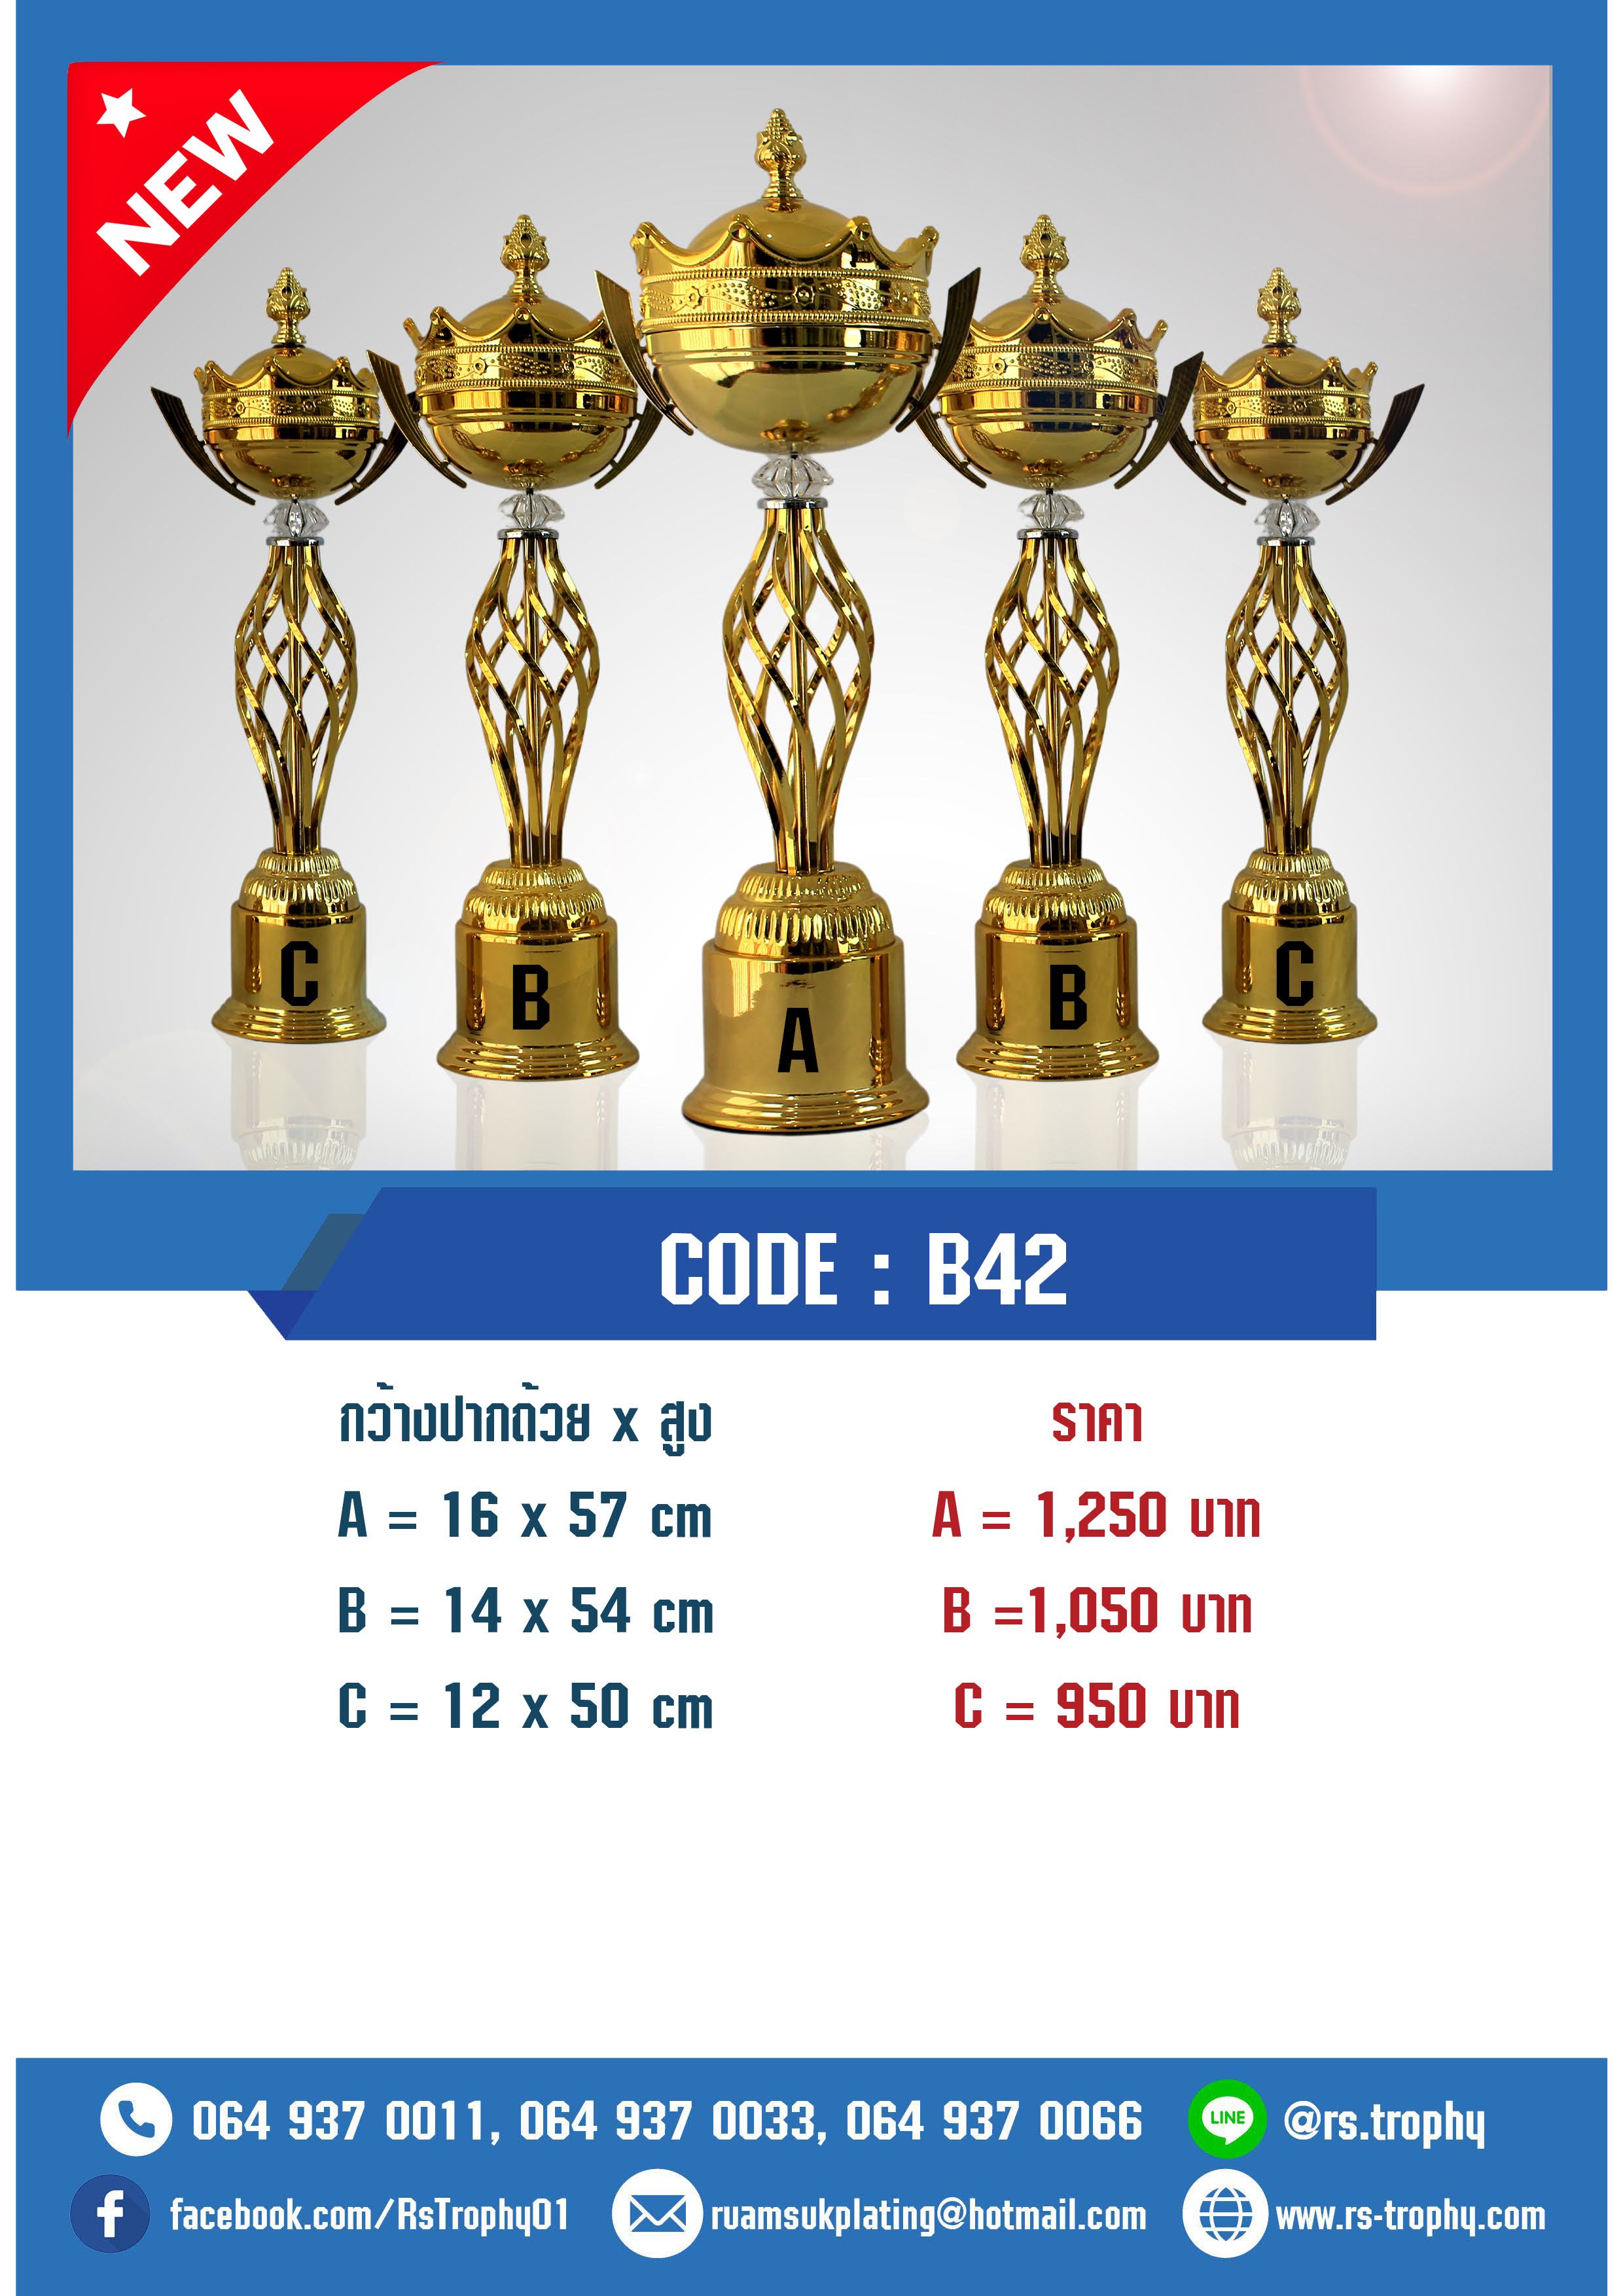 NEW
C B A B C
CODE : B42
กว้างปากถ้วย x สูง
A = 16 x 57 cm
B = 14 x 54 cm
C = 12 x 50 cm
ราคา
A = 1,250 บาท
B =1,050 บาท
C = 950 บาท
064 937 0011, 064 937 0033, 064 937 0066 LINE @rs.trophy
f facebook.com/RsTrophy01 ruamsukplating@hotmail.com www.rs-trophy.com